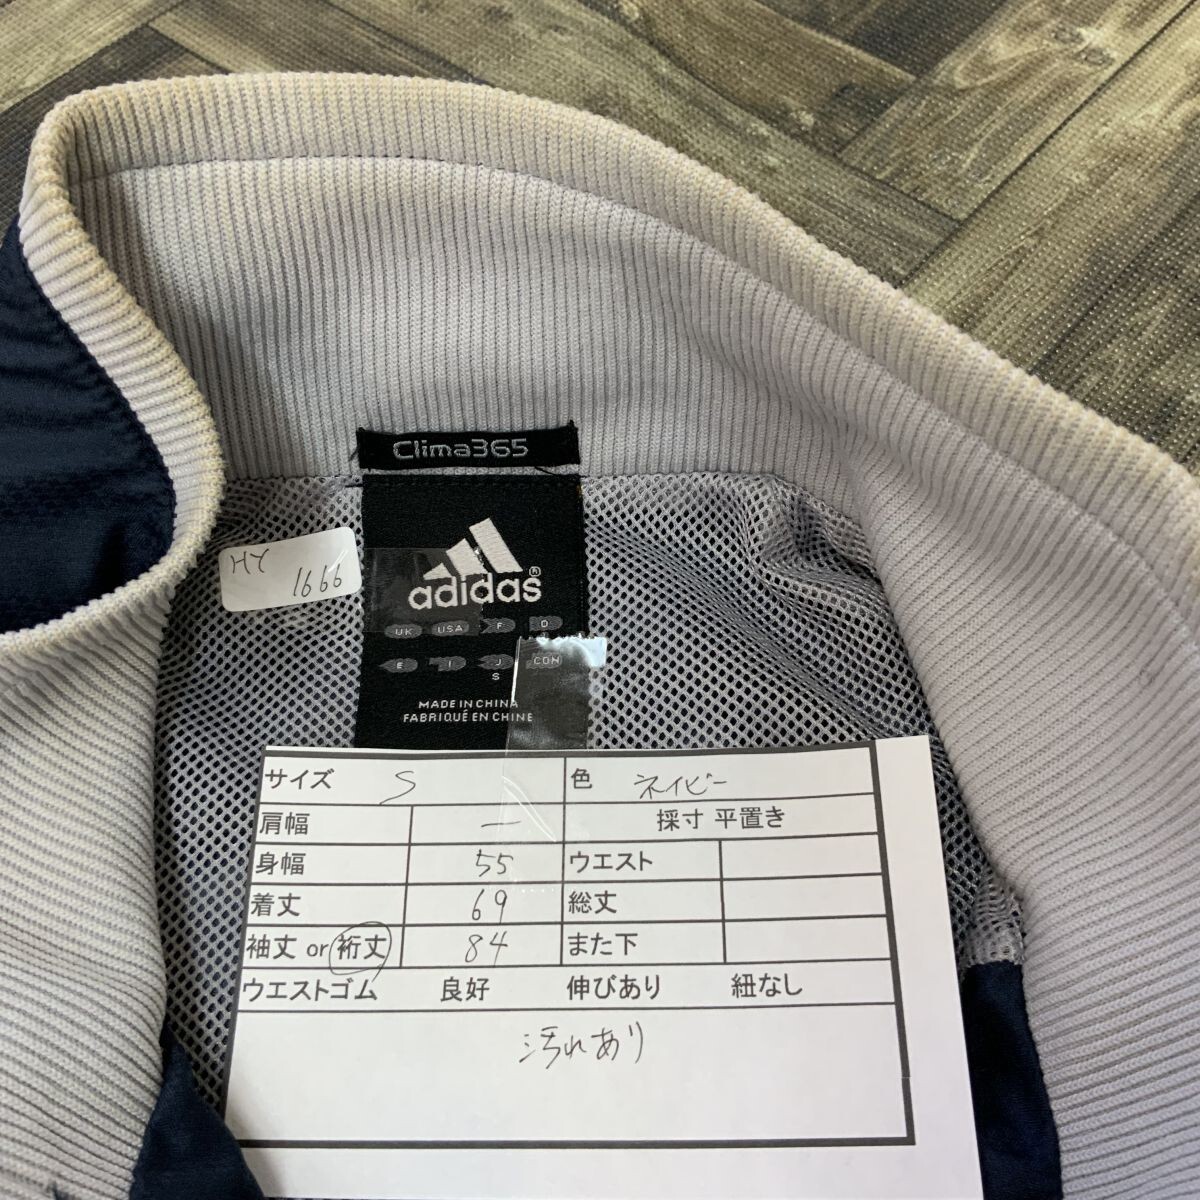 Clima365
adidas®
HY
1666
UK USA F D
E I J CDN
S
MADE IN CHINA
FABRIQUÉ EN CHINE
サイズ S 色 ネイビー
肩幅 ー 採寸 平置き
身幅 55 ウエスト
着丈 69 総丈
袖丈 or 裄丈 84 また下
ウエストゴム 良好 伸びあり 紐なし
汚れあり